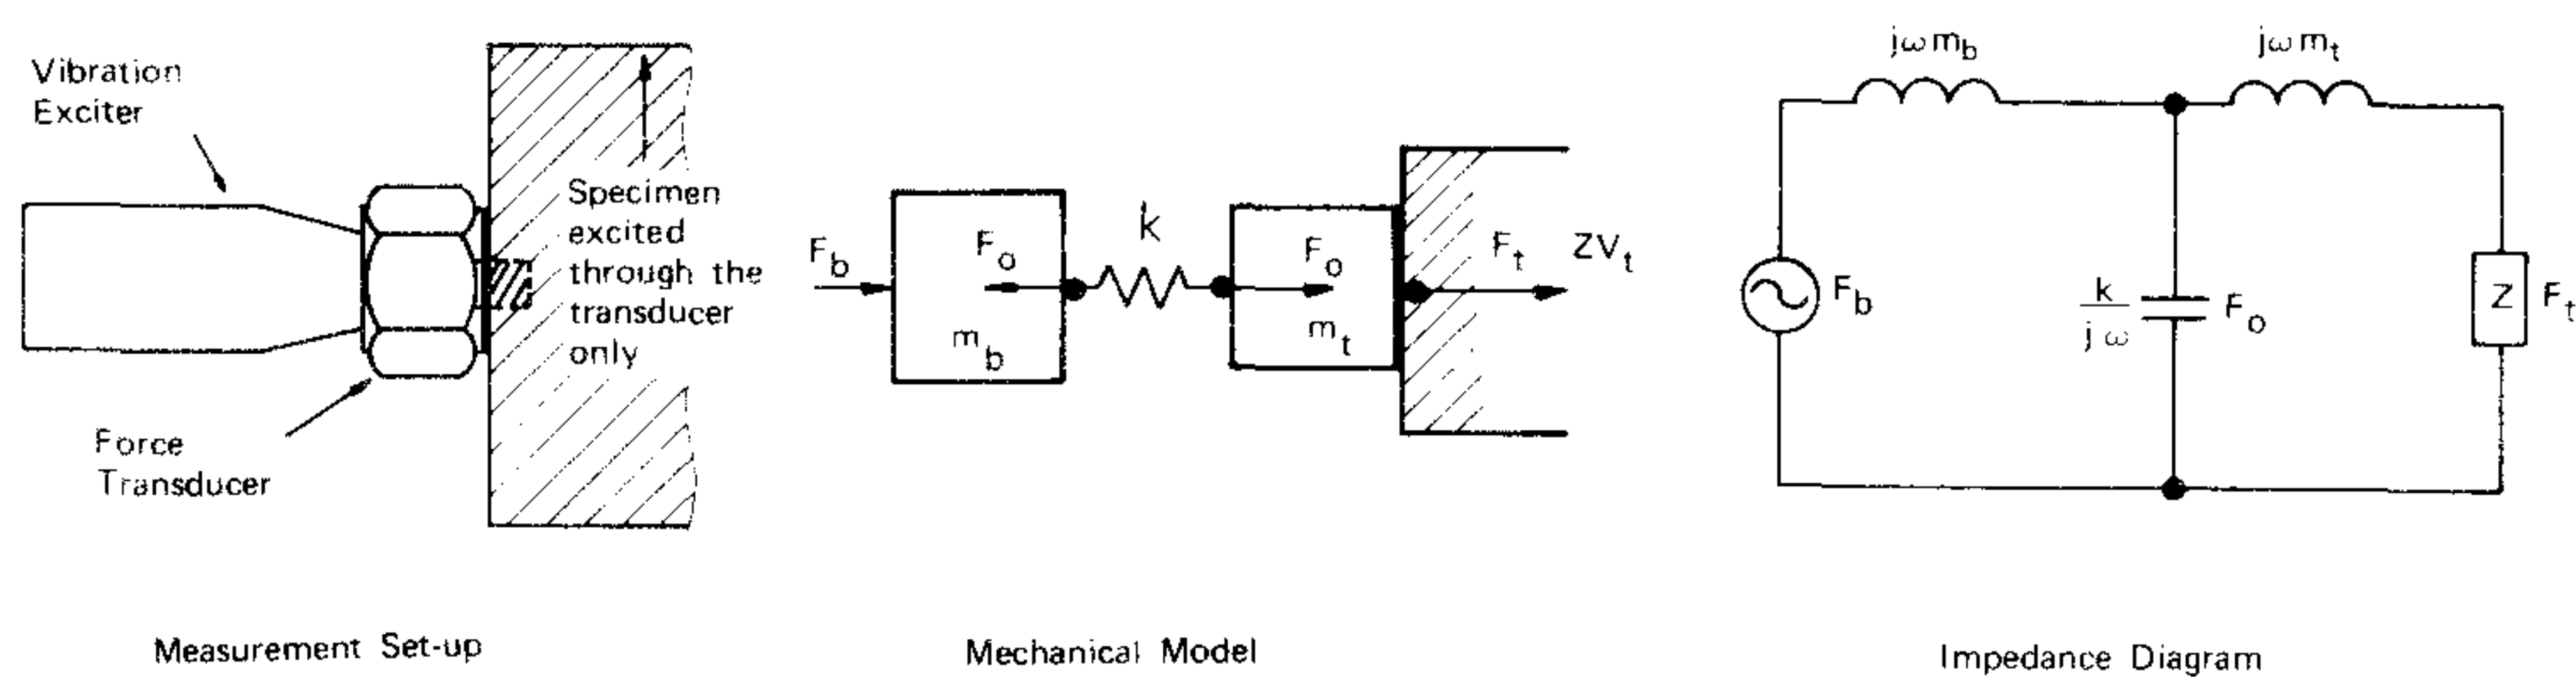 Vibration
Exciter
Specimen
excited
through the
transducer
only
Force
Transducer
Measurement Set-up
F_b
F_o
m_b
k
F_o
m_t
F_t
ZV_t
Mechanical Model
jωm_b
jωm_t
F_b
k
jω
F_o
Z
F_t
Impedance Diagram